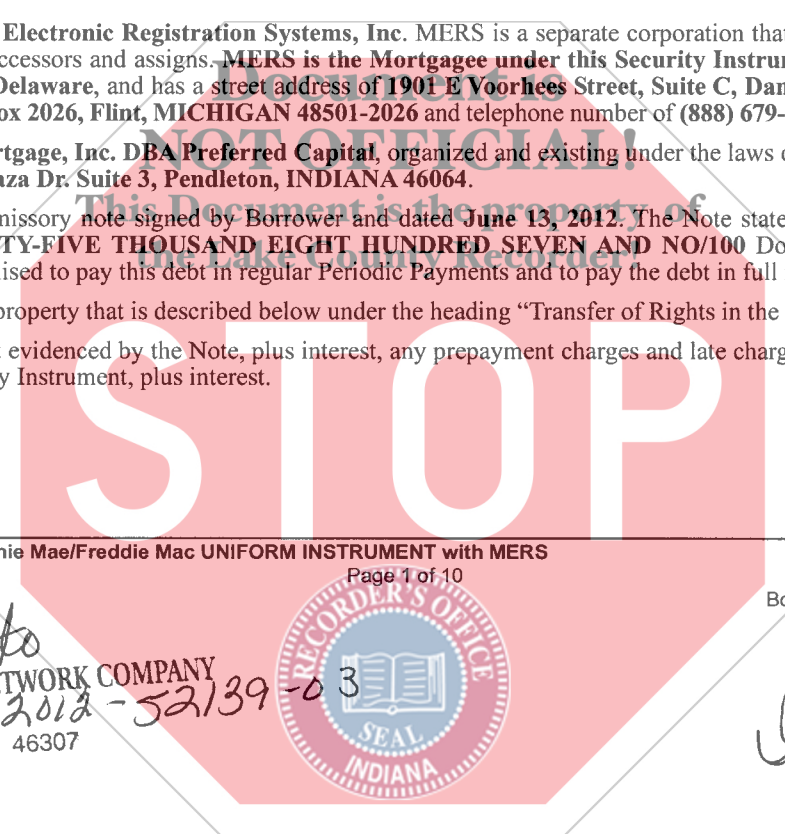 Electronic Registration Systems, Inc. MERS is a separate corporation that
ccessors and assigns. MERS is the Mortgagee under this Security Instrum
Delaware, and has a street address of 1901 E Voorhees Street, Suite C, Dan
Document is
ox 2026, Flint, MICHIGAN 48501-2026 and telephone number of (888) 679-
NOT OFFICIAL!
rtgage, Inc. DBA Preferred Capital, organized and existing under the laws o
aza Dr. Suite 3, Pendleton, INDIANA 46064.
This Document is the property of
missory note signed by Borrower and dated June 13, 2012. The Note state
TY-FIVE THOUSAND EIGHT HUNDRED SEVEN AND NO/100 Do
the Lake County Recorder!
ised to pay this debt in regular Periodic Payments and to pay the debt in full
property that is described below under the heading “Transfer of Rights in the
t evidenced by the Note, plus interest, any prepayment charges and late charg
y Instrument, plus interest.
STOP
nie Mae/Freddie Mac UNIFORM INSTRUMENT with MERS
Page 1 of 10
Bo
RECORDER'S OFFICE
to
TWORK COMPANY
2012-52139-03
SEAL
46307
INDIANA